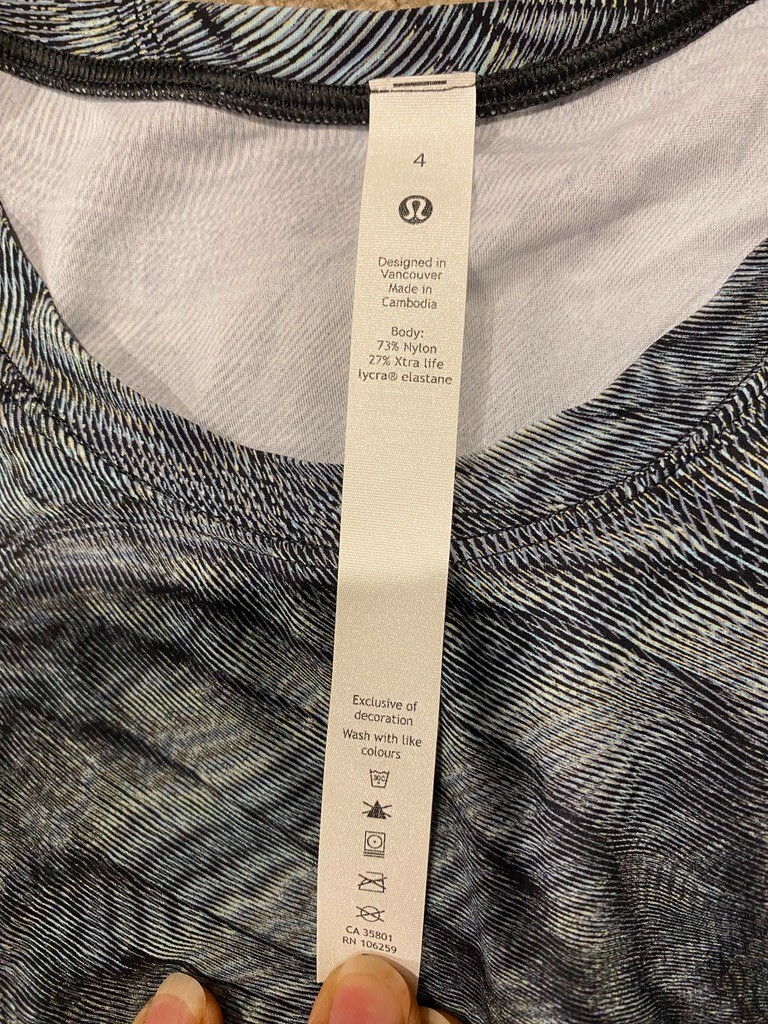 4
Designed in
Vancouver
Made in
Cambodia
Body:
73% Nylon
27% Xtra life
lycra® elastane
Exclusive of
decoration
Wash with like
colours
30C
CA 35801
RN 106259